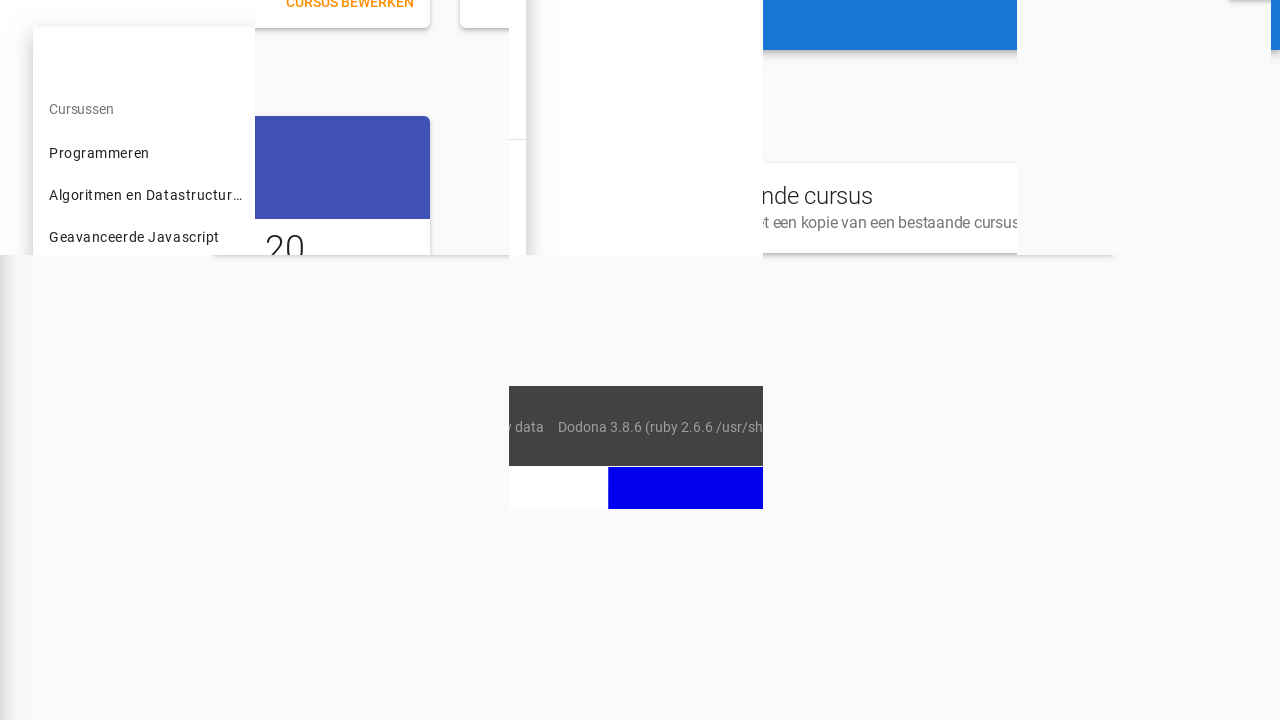 CURSUS BEWERKEN
Cursussen
Programmeren
Algoritmen en Datastructur…
Geavanceerde Javascript
20
nde cursus
een kopie van een bestaande cursus
data Dodona 3.8.6 (ruby 2.6.6 /usr/sh